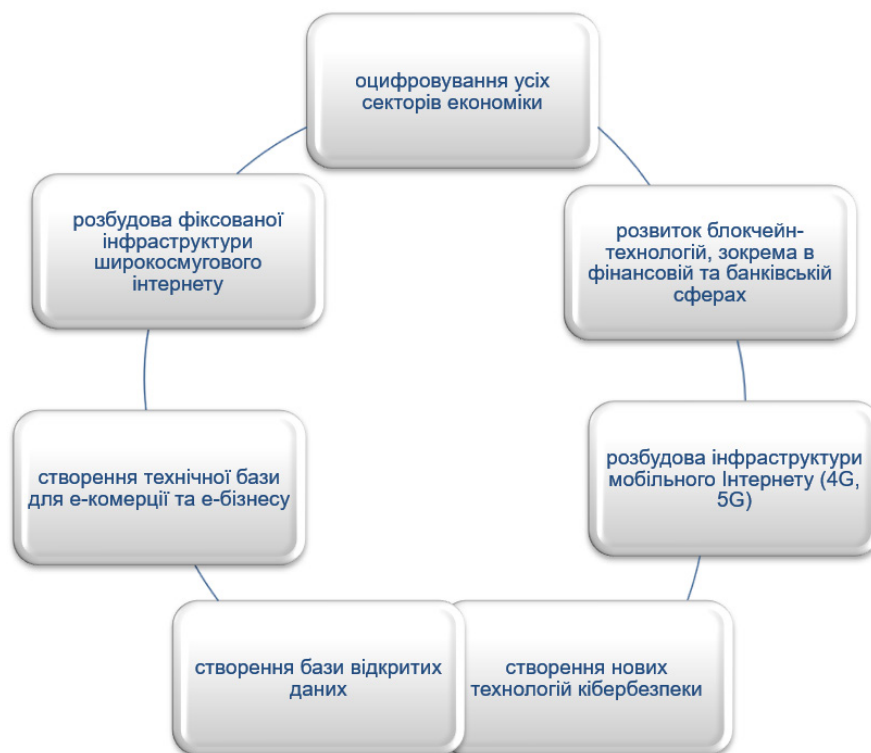 оцифровування усіх
секторів економіки
розвиток блокчейн-
технологій, зокрема в
фінансовій та банківській
сферах
розбудова інфраструктури
мобільного Інтернету (4G,
5G)
створення нових
технологій кібербезпеки
створення бази відкритих
даних
створення технічної бази
для е-комерції та е-бізнесу
розбудова фіксованої
інфраструктури
широкосмугового
інтернету